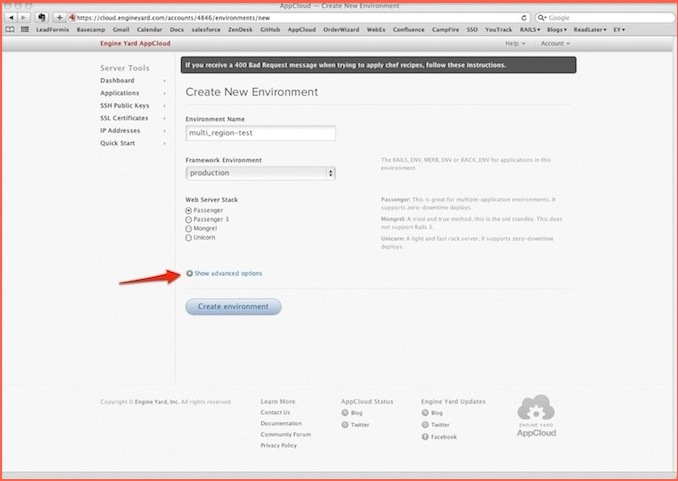 AppCloud — Create New Environment
https://cloud.engineyard.com/accounts/4846/environments/new
Google
LeadFormix Basecamp Gmail Calendar Docs salesforce ZenDesk GitHub AppCloud OrderWizard WebEx Confluence CampFire SSO YouTrack RAILS Blogs ReadLater EY
Engine Yard AppCloud
Help
Account
Server Tools
Dashboard
Applications
SSH Public Keys
SSL Certificates
IP Addresses
Quick Start
If you receive a 400 Bad Request message when trying to apply chef recipes, follow these instructions.
Create New Environment
Environment Name
multi_region-test
Framework Environment
production
The RAILS_ENV, MERB_ENV or RACK_ENV for applications in this
environment.
Web Server Stack
Passenger
Passenger 3
Mongrel
Unicorn
Passenger: This is great for multiple-application environments. It
supports zero-downtime deploys.
Mongrel: A tried and true method, this is the old standby. This does
not support Rails 3.
Unicorn: A light and fast rack server. It supports zero-downtime
deploys.
Show advanced options
Create environment
Copyright © Engine Yard, Inc. All rights reserved.
Learn More
Contact Us
Documentation
Community Forum
Privacy Policy
AppCloud Status
Blog
Twitter
Engine Yard Updates
Blog
Twitter
Facebook
ENGINE YARD
AppCloud